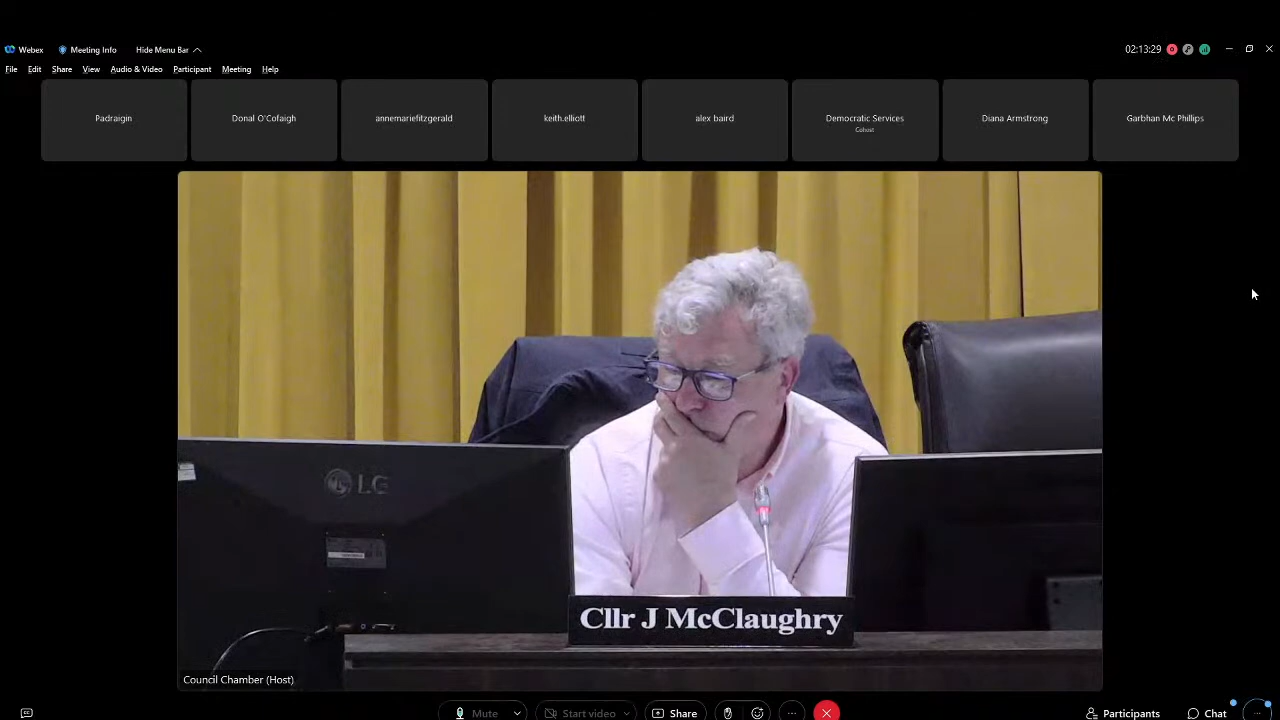 Webex
Meeting Info
Hide Menu Bar
02:13:29
File Edit Share View Audio & Video Participant Meeting Help
Padraigin
Donal O'Cofaigh
annemariefitzgerald
keith.elliott
alex baird
Democratic Services
Cohost
Diana Armstrong
Garbhan Mc Phillips
LG
Cllr J McClaughry
Council Chamber (Host)
Mute
Start video
Share
Participants
Chat